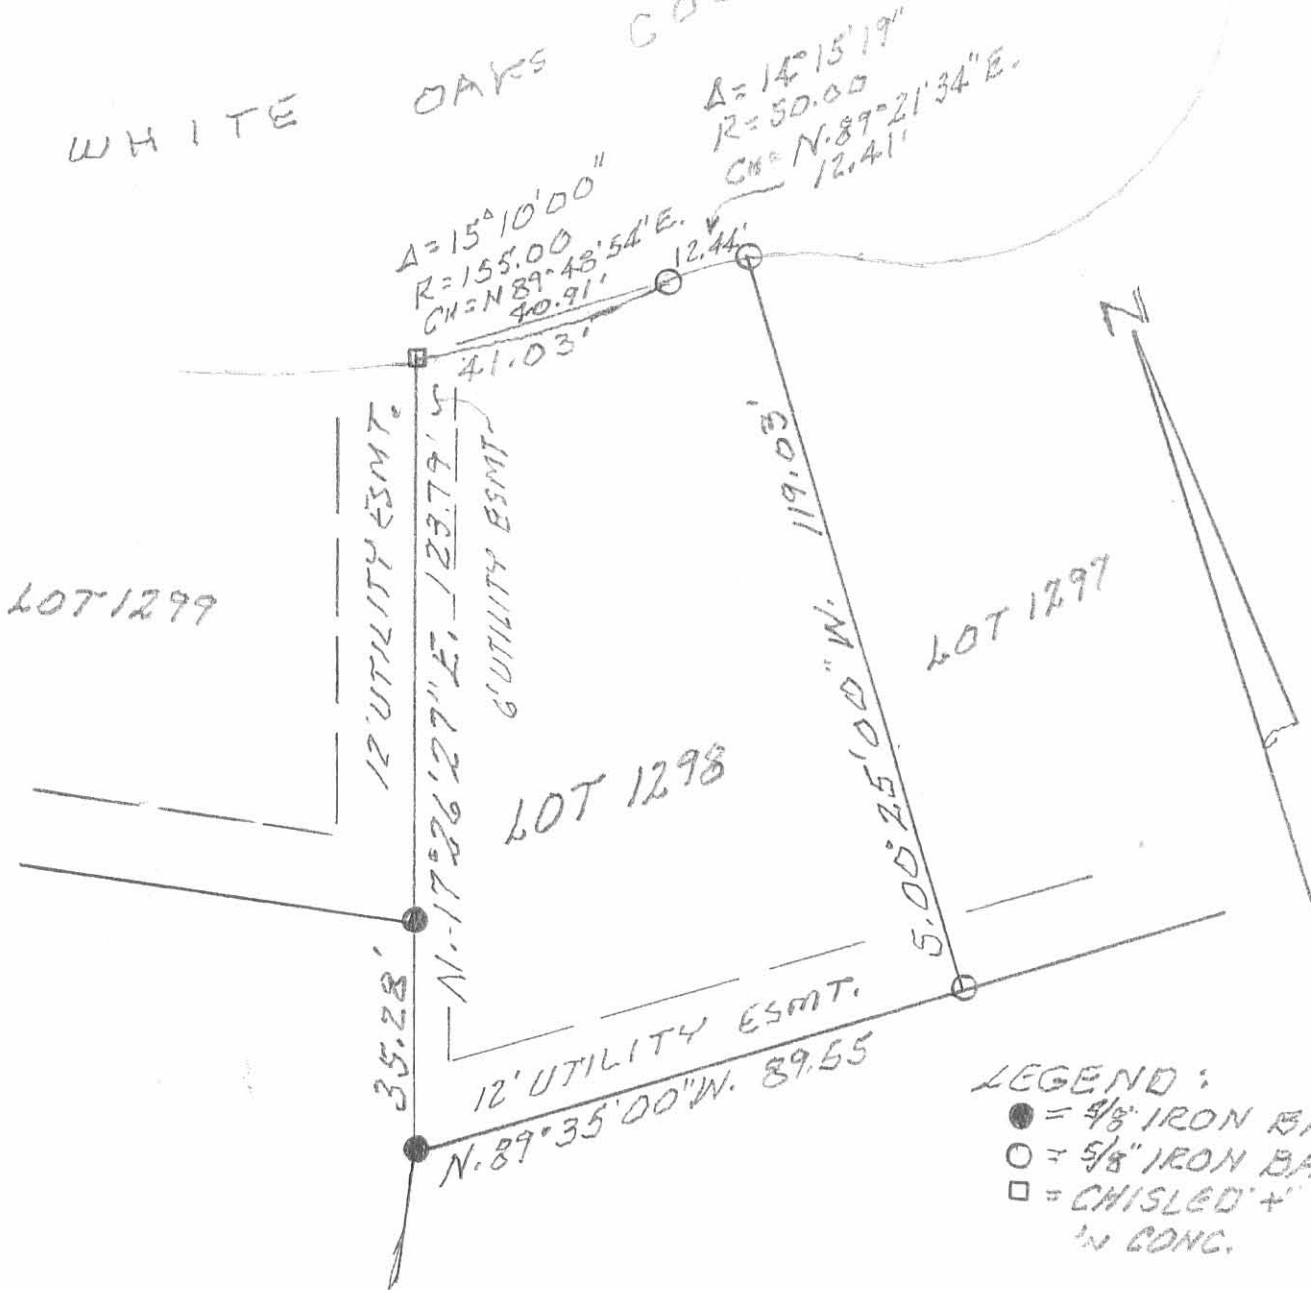 WHITE OAKS
Δ=14°15'19"
R=50.00
CH= N.89°21'34"E.
12.41'
Δ=15°10'00"
R=155.00
CH=N89°48'54"E.
40.91'
12.44'
41.03'
N
12' UTILITY ESMT.
N.17°26'27"E. 123.74'
5
6' UTILITY ESMT.
119.03'
S.00°25'00"W.
LOT 1299
LOT 1298
LOT 1297
35.28'
12' UTILITY ESMT.
N.89°35'00"W. 89.55
LEGEND:
● = 5/8" IRON
○ = 5/8" IRON
□ = CHISLED +
IN CONC.